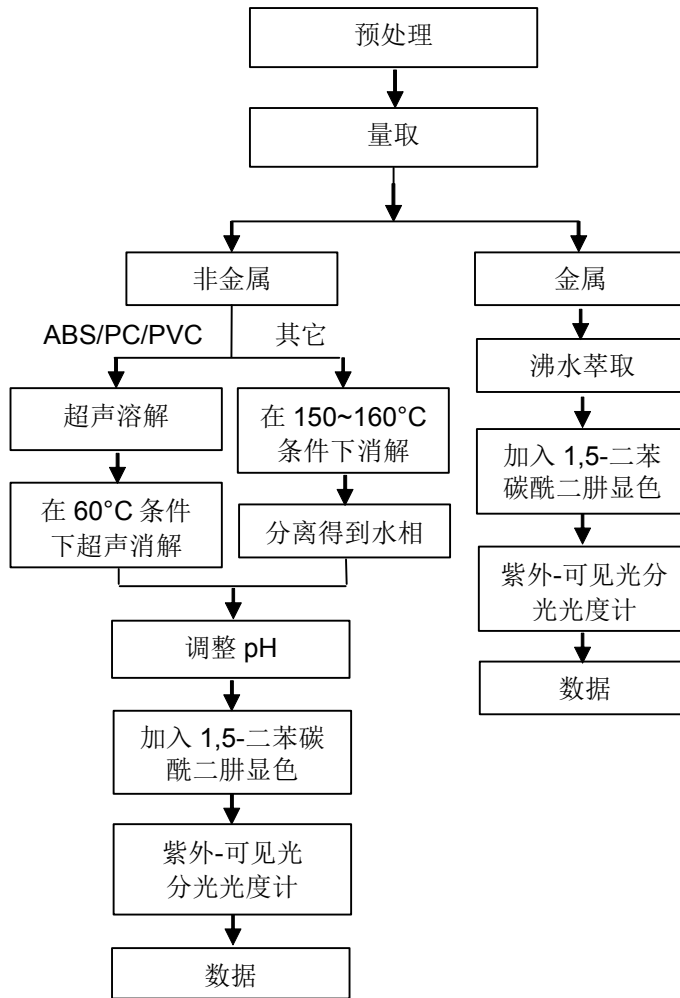 预处理
量取
非金属
金属
ABS/PC/PVC
其它
超声溶解
在 60°C 条件
下超声消解
在 150~160°C
条件下消解
分离得到水相
调整 pH
加入 1,5-二苯碳
酰二肼显色
紫外-可见光
分光光度计
数据
沸水萃取
加入 1,5-二苯
碳酰二肼显色
紫外-可见光分
光光度计
数据